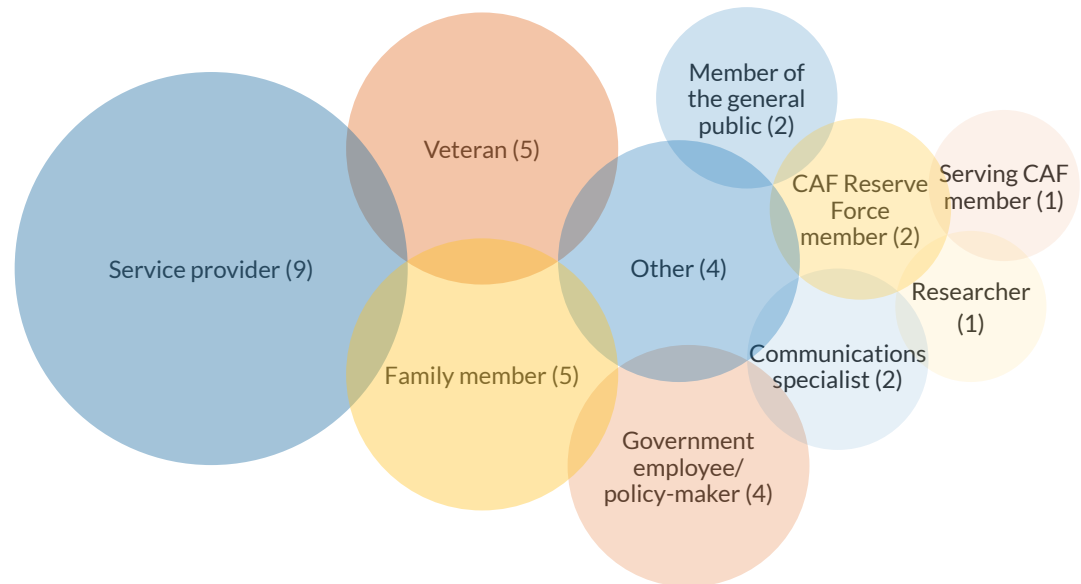 Service provider (9)
Veteran (5)
Family member (5)
Other (4)
Government
employee/
policy-maker (4)
Member of
the general
public (2)
CAF Reserve
Force
member (2)
Communications
specialist (2)
Serving CAF
member (1)
Researcher
(1)